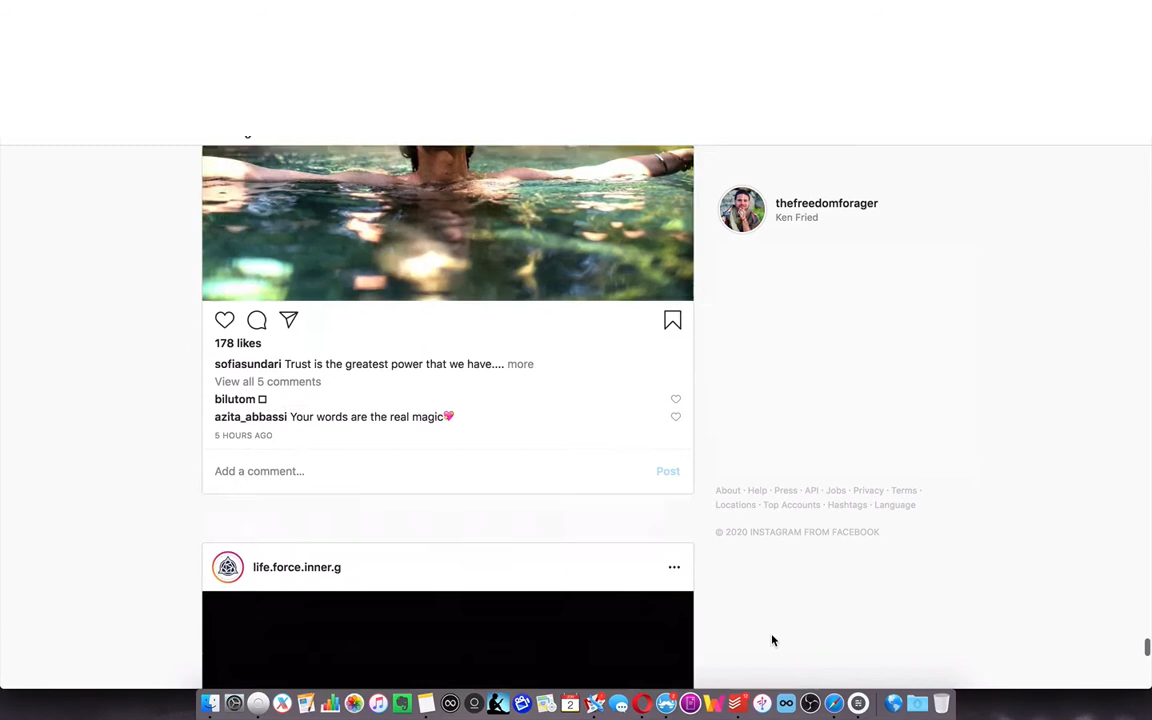 thefreedomforager
Ken Fried
178 likes
sofiasundari Trust is the greatest power that we have.... more
View all 5 comments
bilutom
azita_abbassi Your words are the real magic💖
5 HOURS AGO
Add a comment... Post
About · Help · Press · API · Jobs · Privacy · Terms ·
Locations · Top Accounts · Hashtags · Language
© 2020 INSTAGRAM FROM FACEBOOK
life.force.inner.g
2